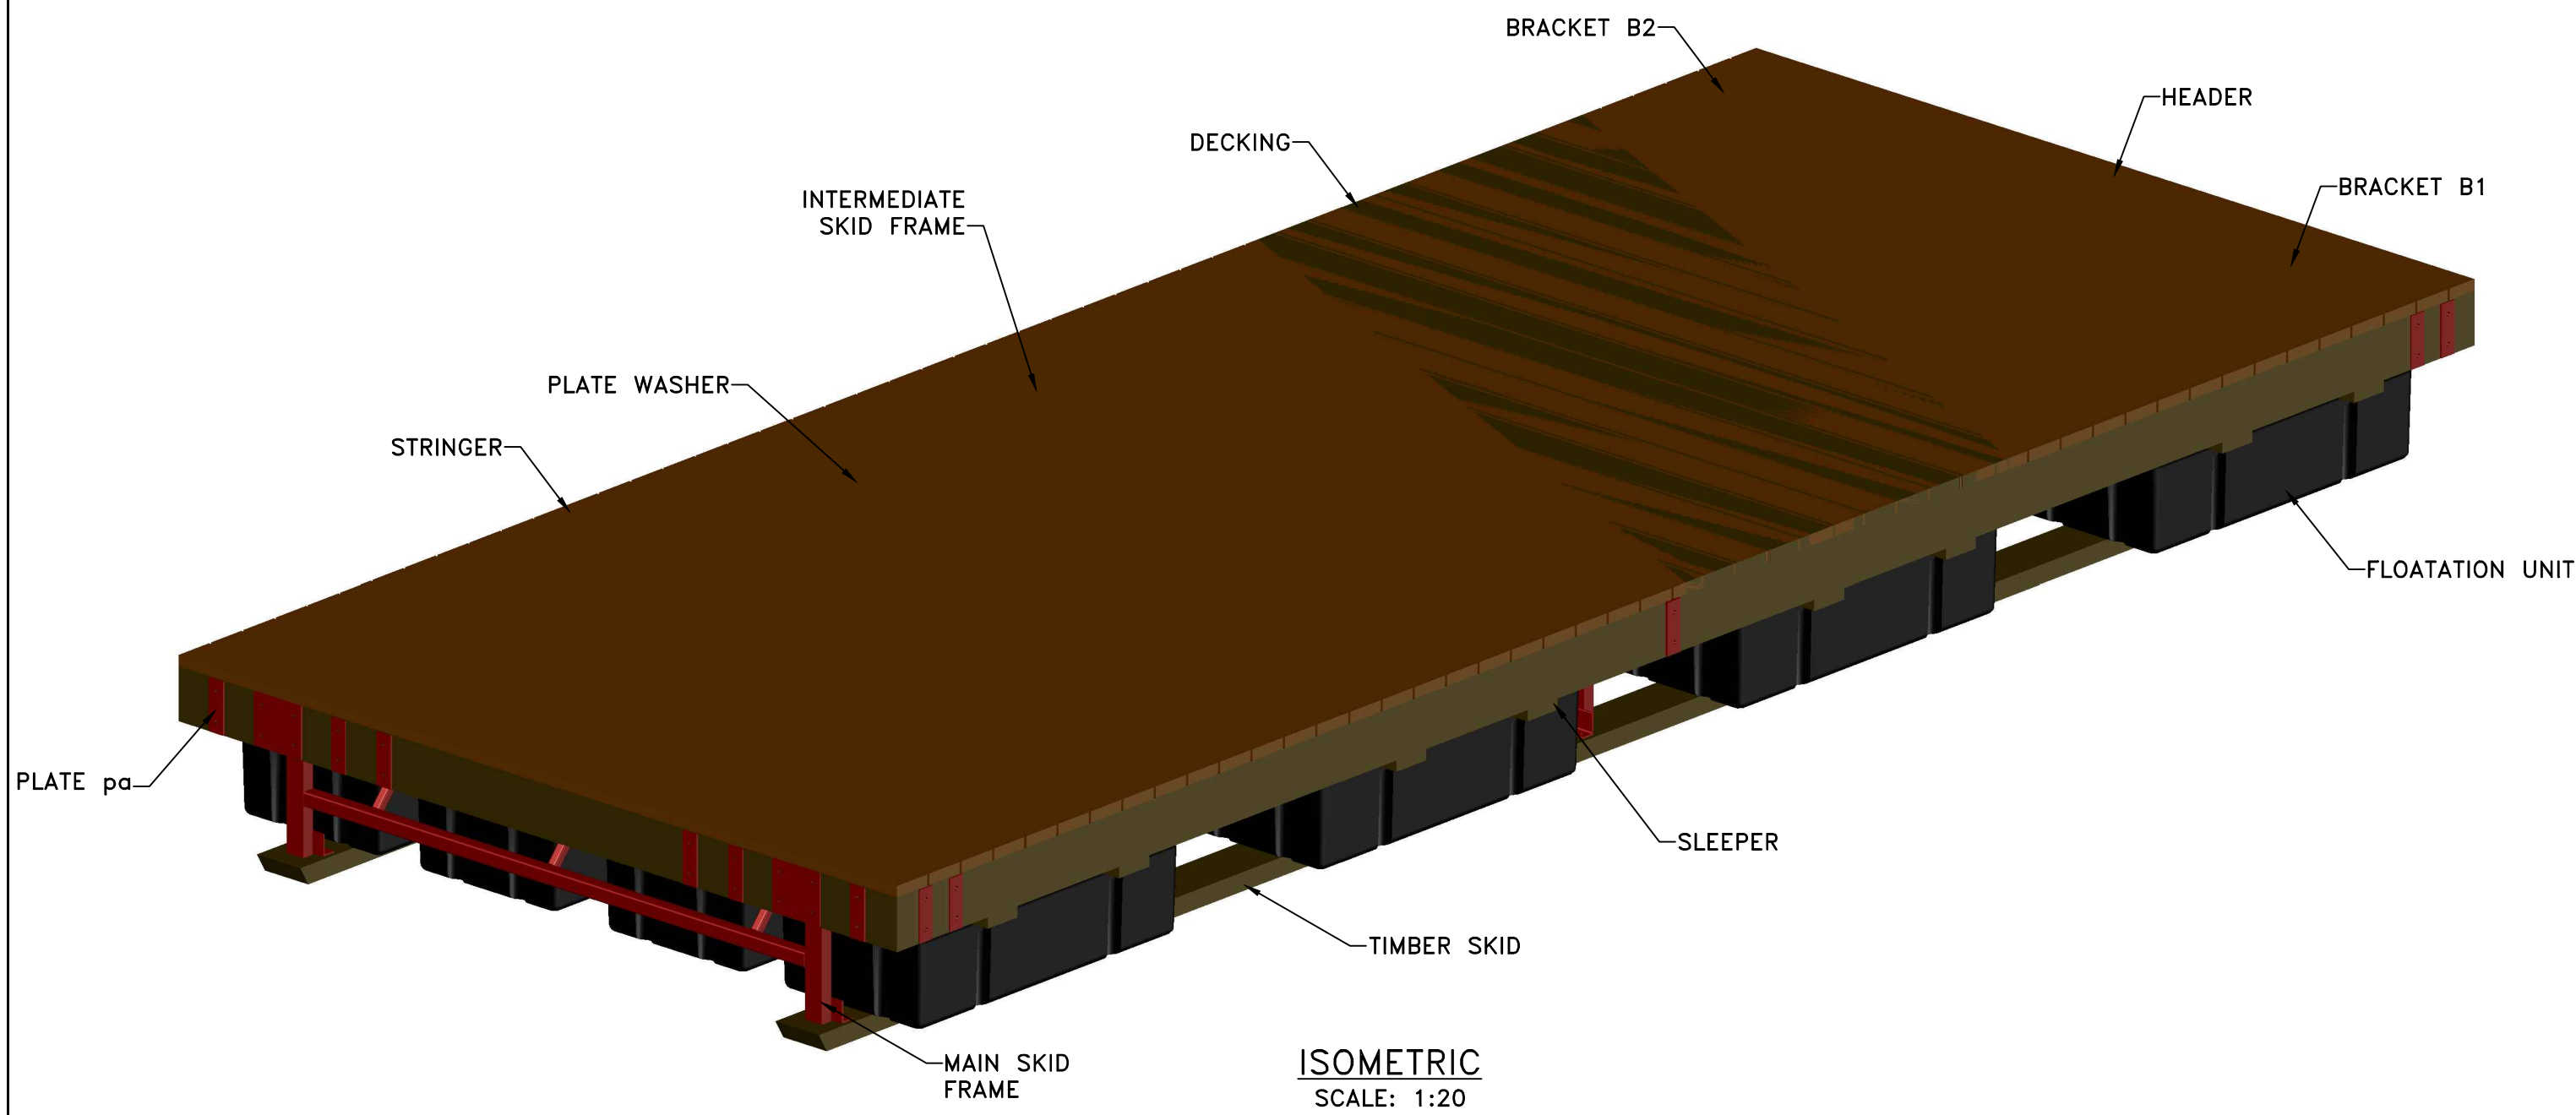 BRACKET B2
HEADER
DECKING
BRACKET B1
INTERMEDIATE
SKID FRAME
PLATE WASHER
STRINGER
FLOATATION UNIT
PLATE pa
SLEEPER
TIMBER SKID
MAIN SKID
FRAME
ISOMETRIC
SCALE: 1:20